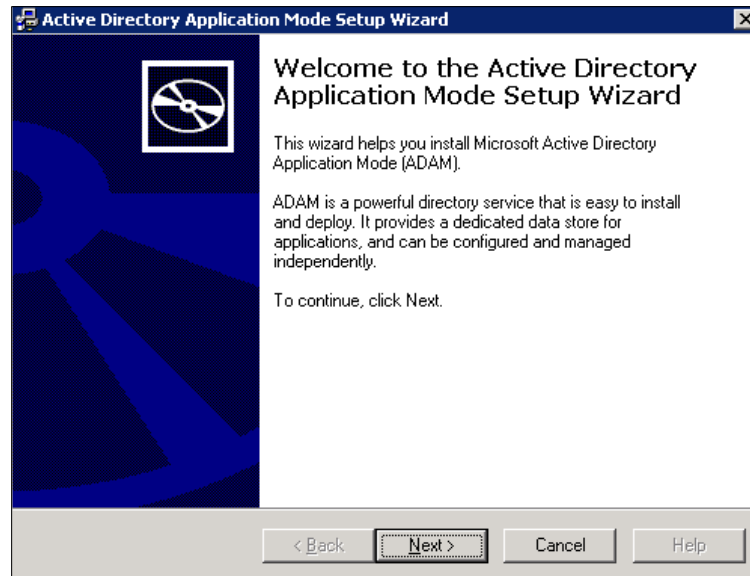 Active Directory Application Mode Setup Wizard
Welcome to the Active Directory
Application Mode Setup Wizard
This wizard helps you install Microsoft Active Directory
Application Mode (ADAM).
ADAM is a powerful directory service that is easy to install
and deploy. It provides a dedicated data store for
applications, and can be configured and managed
independently.
To continue, click Next.
< Back Next > Cancel Help